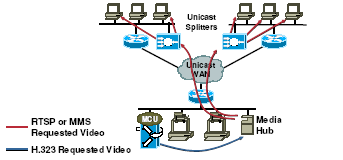 Unicast
Splitters
Unicast
WAN
MCU
Media
Hub
RTSP or MMS
Requested Video
H.323 Requested Video